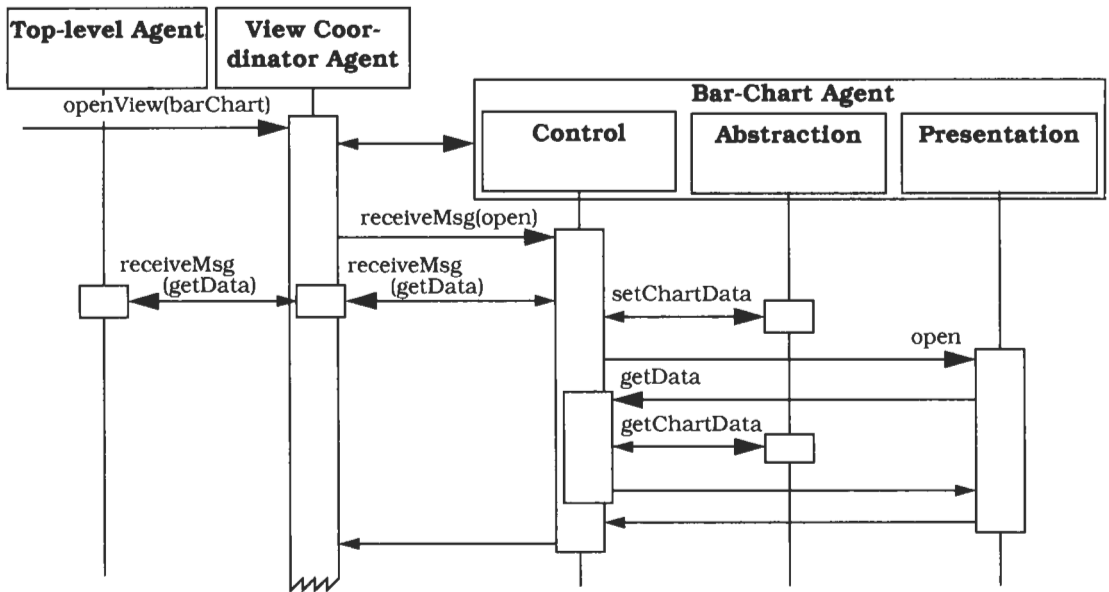 Top-level Agent
View Coor-
dinator Agent
openView(barChart)
Bar-Chart Agent
Control
Abstraction
Presentation
receiveMsg(open)
receiveMsg
(getData)
receiveMsg
(getData)
setChartData
open
getData
getChartData